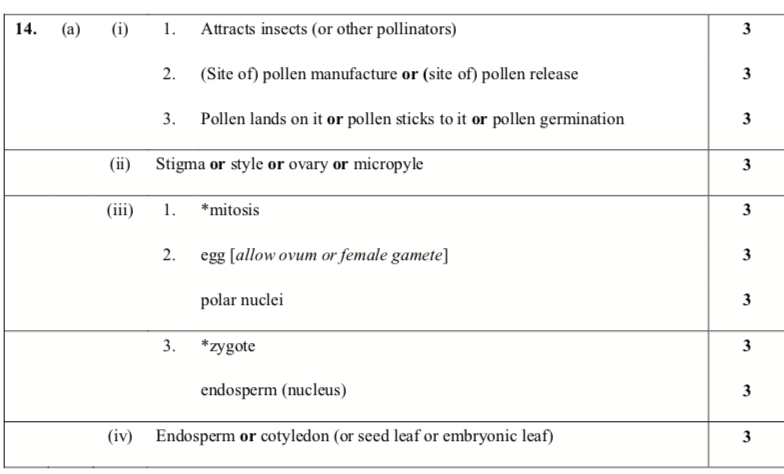 14. (a) (i) 1. Attracts insects (or other pollinators) 3
2. (Site of) pollen manufacture or (site of) pollen release 3
3. Pollen lands on it or pollen sticks to it or pollen germination 3
(ii) Stigma or style or ovary or micropyle 3
(iii) 1. *mitosis 3
2. egg [allow ovum or female gamete] 3
polar nuclei 3
3. *zygote 3
endosperm (nucleus) 3
(iv) Endosperm or cotyledon (or seed leaf or embryonic leaf) 3